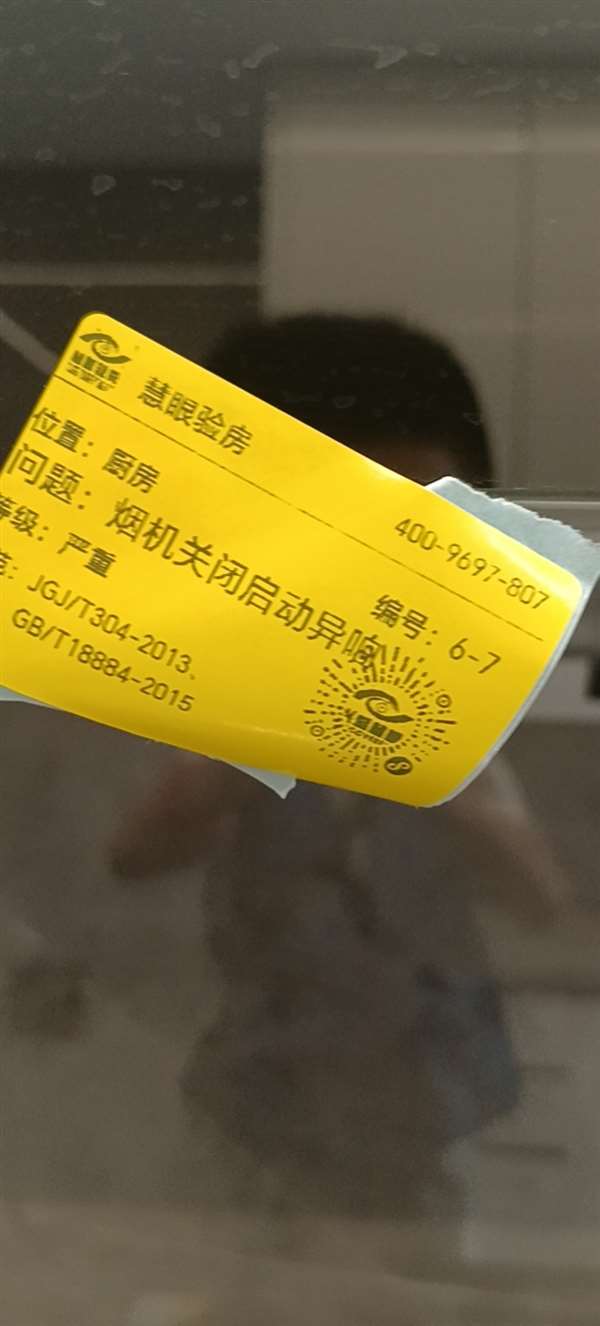 慧眼验房
400-9697-807
位置：厨房
编号：6-7
问题：烟机关闭启动异响
等级：严重
JGJ/T304-2013、
GB/T18884-2015